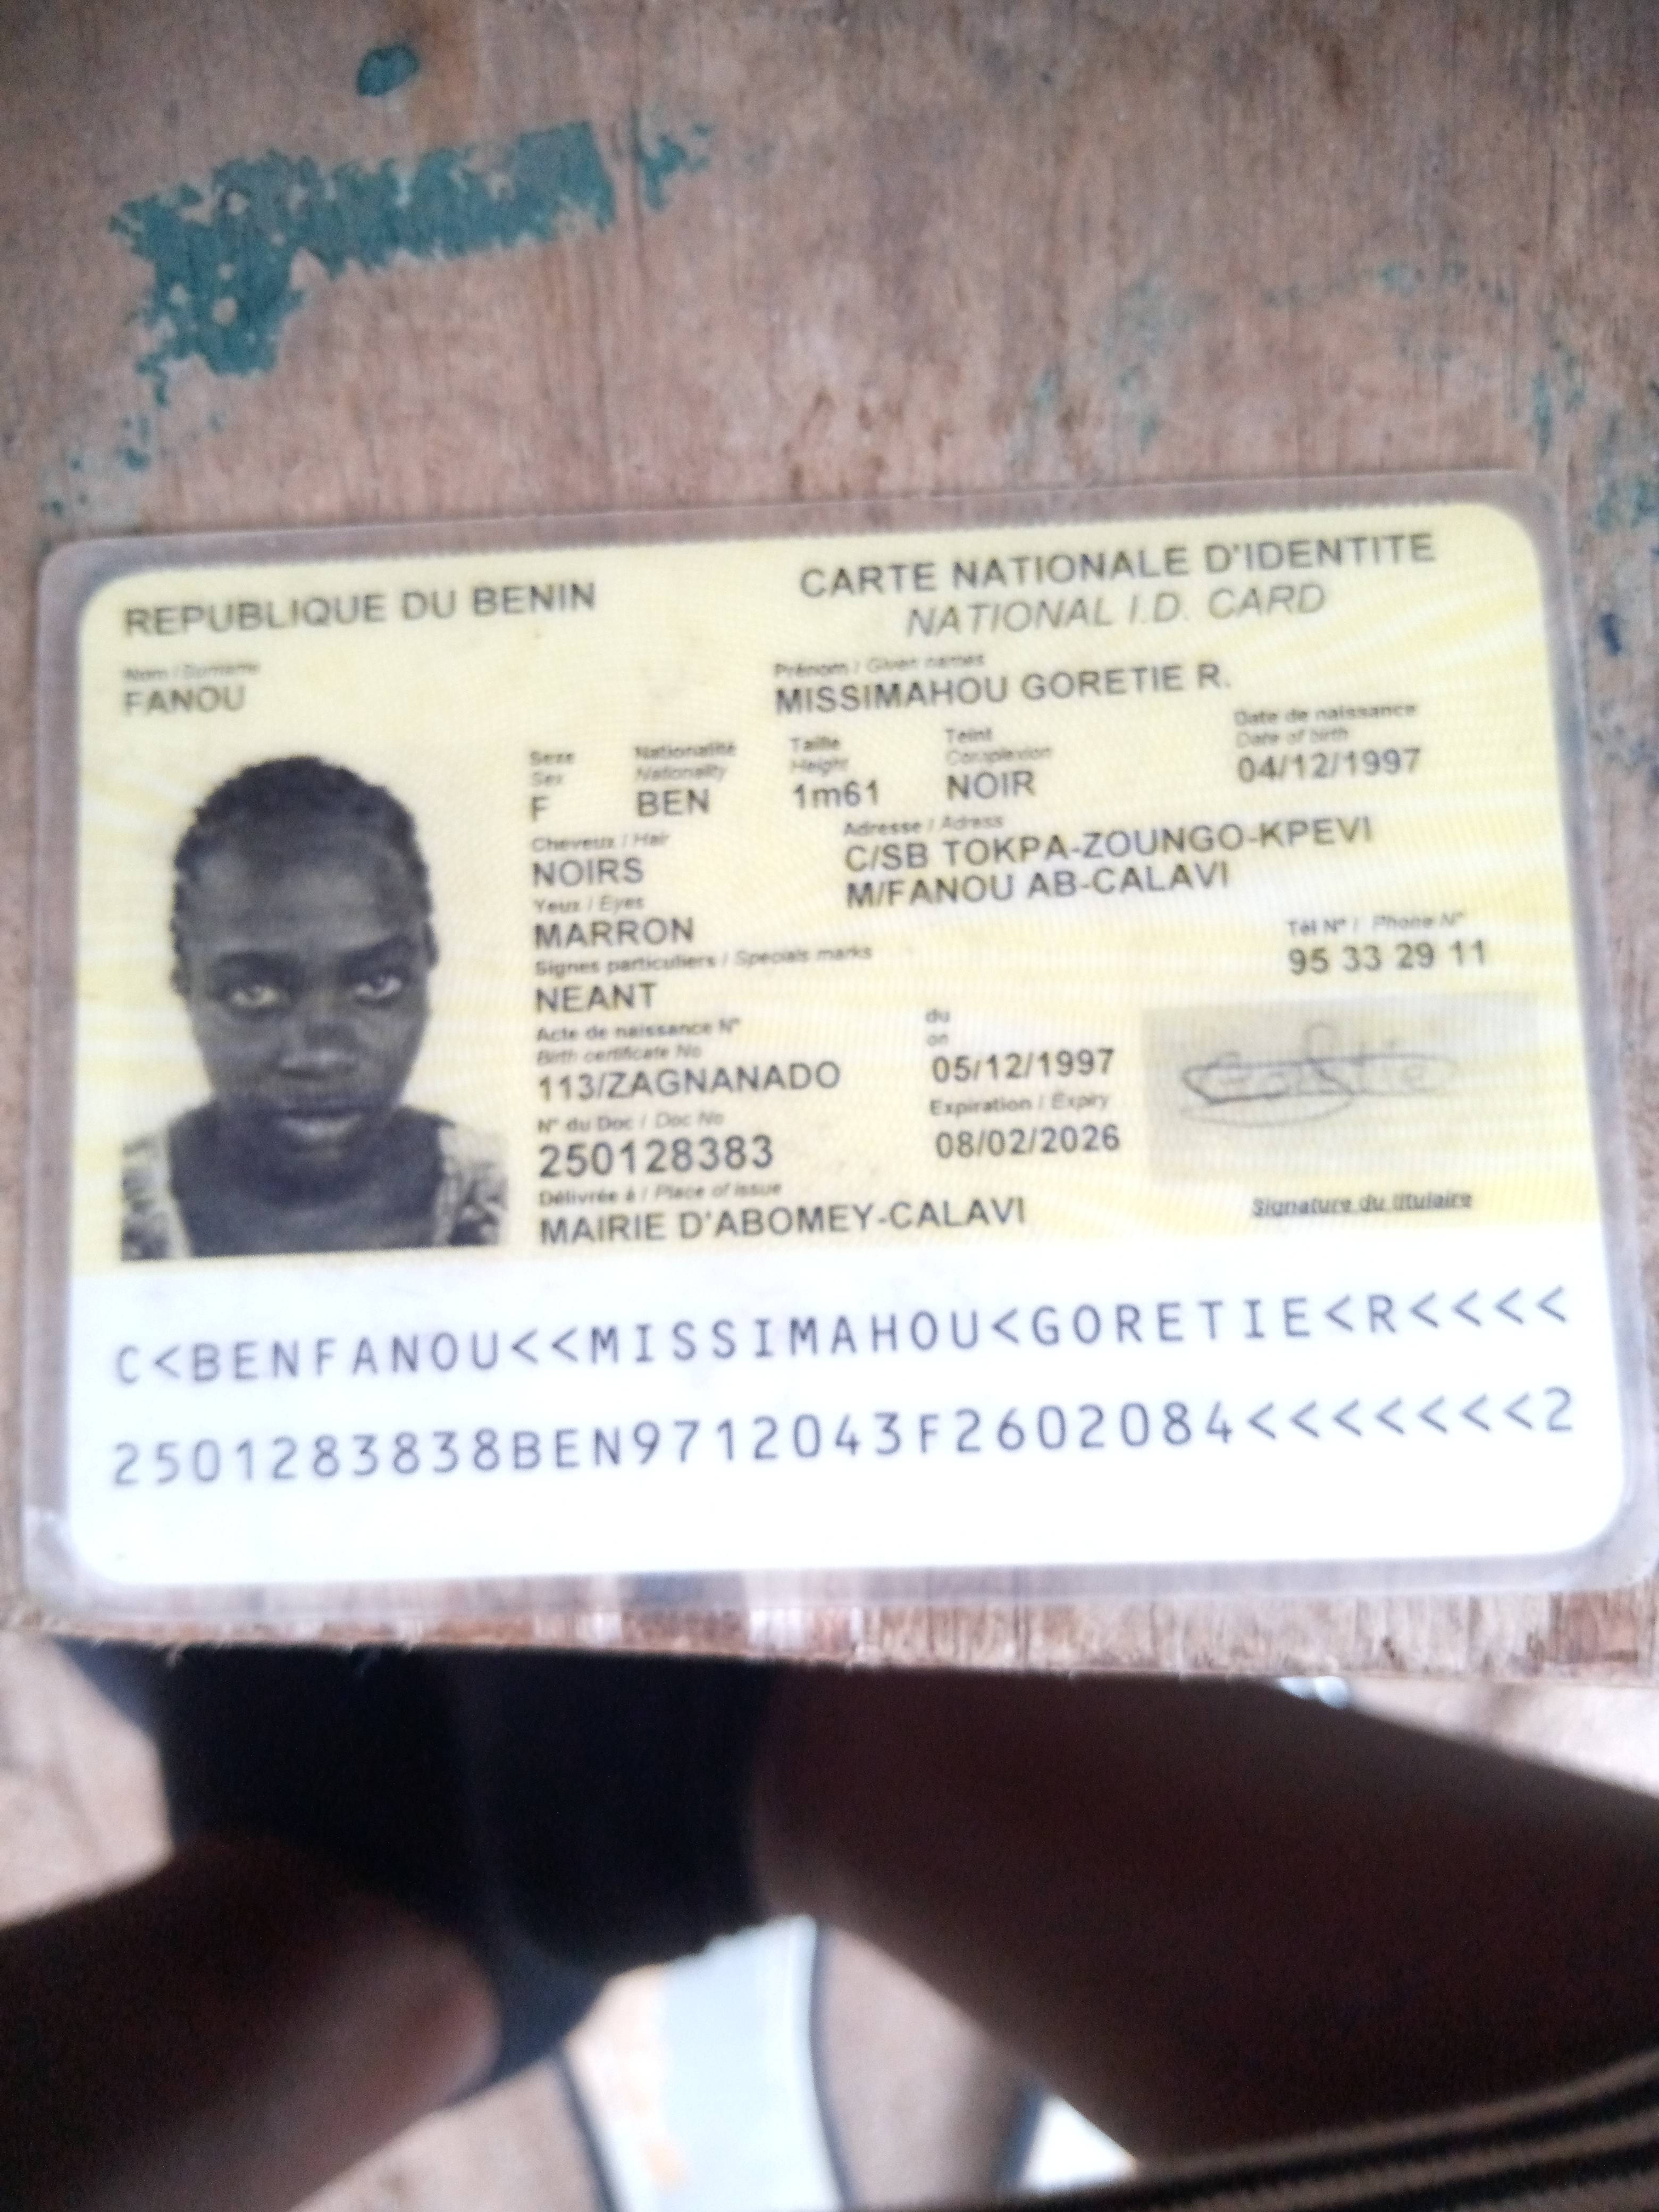 REPUBLIQUE DU BENIN
CARTE NATIONALE D'IDENTITE
NATIONAL I.D. CARD
Nom / Surname
FANOU
Prénom / Given names
MISSIMAHOU GORETIE R.
Sexe
Sex
F
Nationalité
Nationality
BEN
Taille
Height
1m61
Teint
Complexion
NOIR
Date de naissance
Date of birth
04/12/1997
Cheveux / Hair
NOIRS
Adresse / Adress
C/SB TOKPA-ZOUNGO-KPEVI
M/FANOU AB-CALAVI
Yeux / Eyes
MARRON
Tél N° / Phone N°
95 33 29 11
Signes particuliers / Specials marks
NEANT
Acte de naissance N°
Birth certificate No
113/ZAGNANADO
du
on
05/12/1997
N° du Doc / Doc No
250128383
Expiration / Expiry
08/02/2026
Délivrée à / Place of issue
MAIRIE D'ABOMEY-CALAVI
Signature du titulaire
C<BENFANOU<<MISSIMAHOU<GORETIE<R<<<<
2501283838BEN9712043F2602084<<<<<<<2